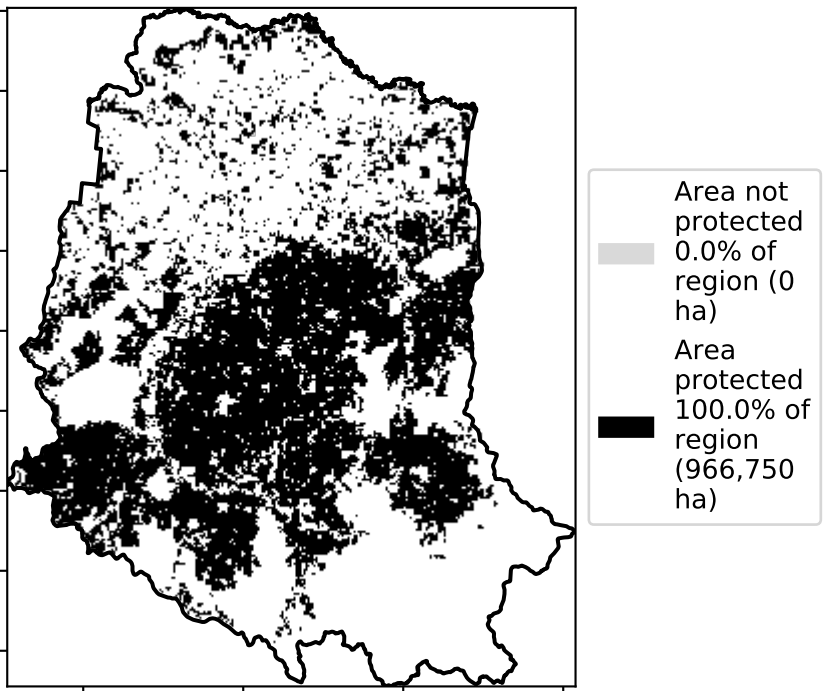 Area not
protected
0.0% of
region (0
ha)
Area
protected
100.0% of
region
(966,750
ha)